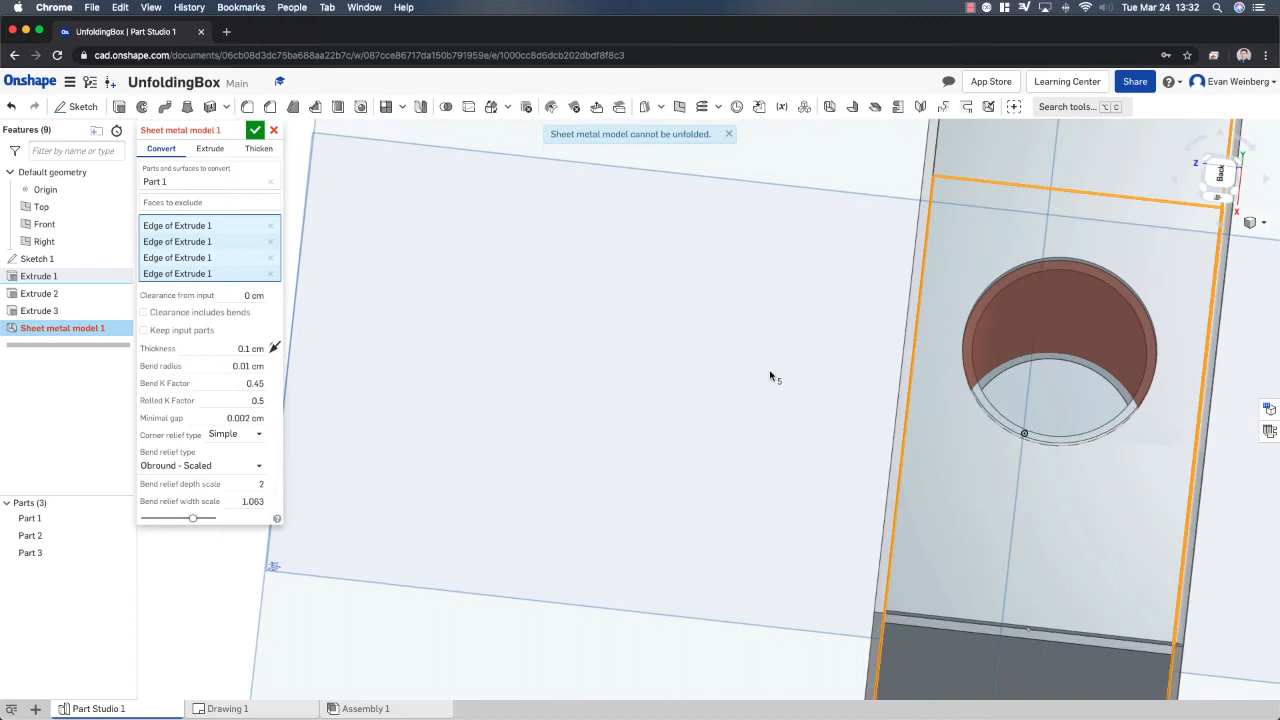 Chrome File Edit View History Bookmarks People Tab Window Help Tue Mar 24 13:32
UnfoldingBox | Part Studio 1
cad.onshape.com/documents/06cb08d3dc75ba688aa22b7c/w/087cce86717da150b791959e/e/1000cc8d6dcb202dbdf8f8c3
Onshape UnfoldingBox Main App Store Learning Center Share Evan Weinberg
Sketch Search tools... ⌥ C
Features (9)
Filter by name or type
Default geometry
Origin
Top
Front
Right
Sketch 1
Extrude 1
Extrude 2
Extrude 3
Sheet metal model 1
Parts (3)
Part 1
Part 2
Part 3
Sheet metal model 1
Convert Extrude Thicken
Parts and surfaces to convert
Part 1
Faces to exclude
Edge of Extrude 1
Edge of Extrude 1
Edge of Extrude 1
Edge of Extrude 1
Clearance from input 0 cm
Clearance includes bends
Keep input parts
Thickness 0.1 cm
Bend radius 0.01 cm
Bend K Factor 0.45
Rolled K Factor 0.5
Minimal gap 0.002 cm
Corner relief type Simple
Bend relief type
Obround - Scaled
Bend relief depth scale 2
Bend relief width scale 1.063
Sheet metal model cannot be unfolded.
Z
Y
Back
X
5
Part Studio 1 Drawing 1 Assembly 1